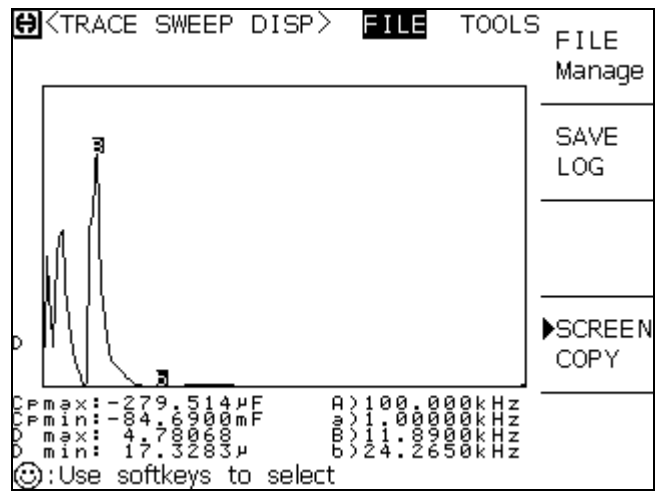 <TRACE SWEEP DISP> FILE TOOLS
FILE
Manage
SAVE
LOG
SCREEN
COPY
B
D
b
Cpmax:-279.514µF A)100.000kHz
Cpmin:-84.6900mF a)1.00000kHz
D max: 4.78068 B)11.8900kHz
D min: 17.3283µ b)24.2650kHz
:Use softkeys to select